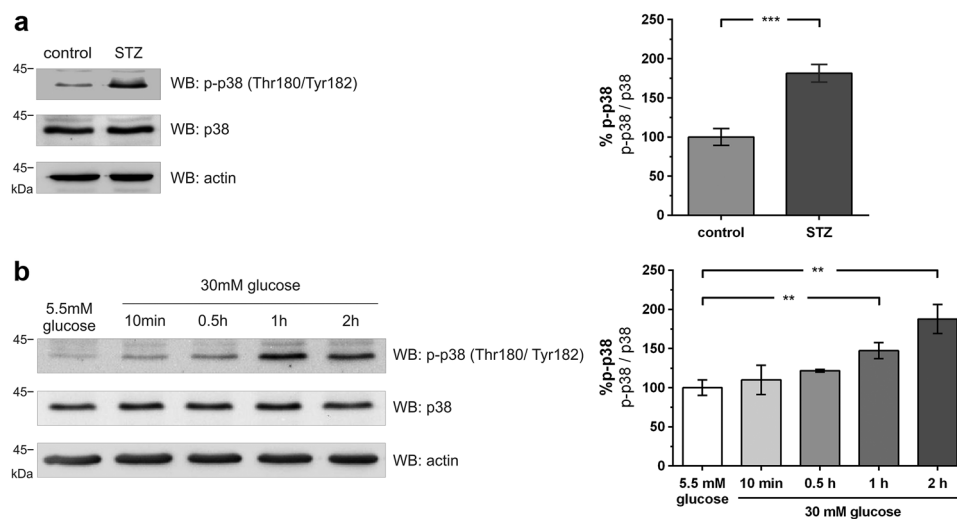 a
control STZ
45-
WB: p-p38 (Thr180/Tyr182)
WB: p38
45-
kDa
WB: actin
***
250
200
150
100
50
0
% p-p38
p-p38 / p38
control STZ
b
30mM glucose
5.5mM
glucose
10min 0.5h 1h 2h
45-
WB: p-p38 (Thr180/ Tyr182)
WB: p38
45-
kDa
WB: actin
**
**
250
200
150
100
50
0
%p-p38
p-p38 / p38
5.5 mM
glucose
10 min 0.5 h 1 h 2 h
30 mM glucose